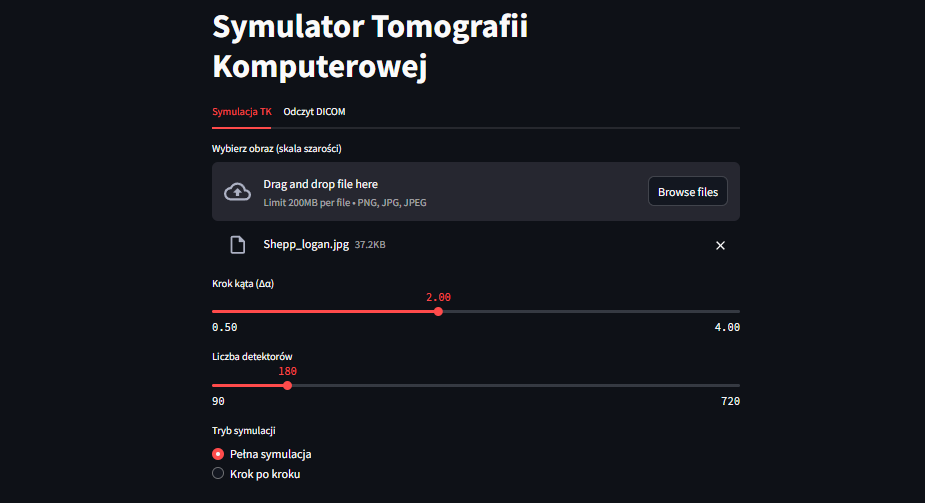 Symulator Tomografii
Komputerowej
Symulacja TK Odczyt DICOM
Wybierz obraz (skala szarości)
Drag and drop file here
Limit 200MB per file • PNG, JPG, JPEG
Browse files
Shepp_logan.jpg 37.2KB
Krok kąta (Δα)
2.00
0.50 4.00
Liczba detektorów
180
90 720
Tryb symulacji
Pełna symulacja
Krok po kroku